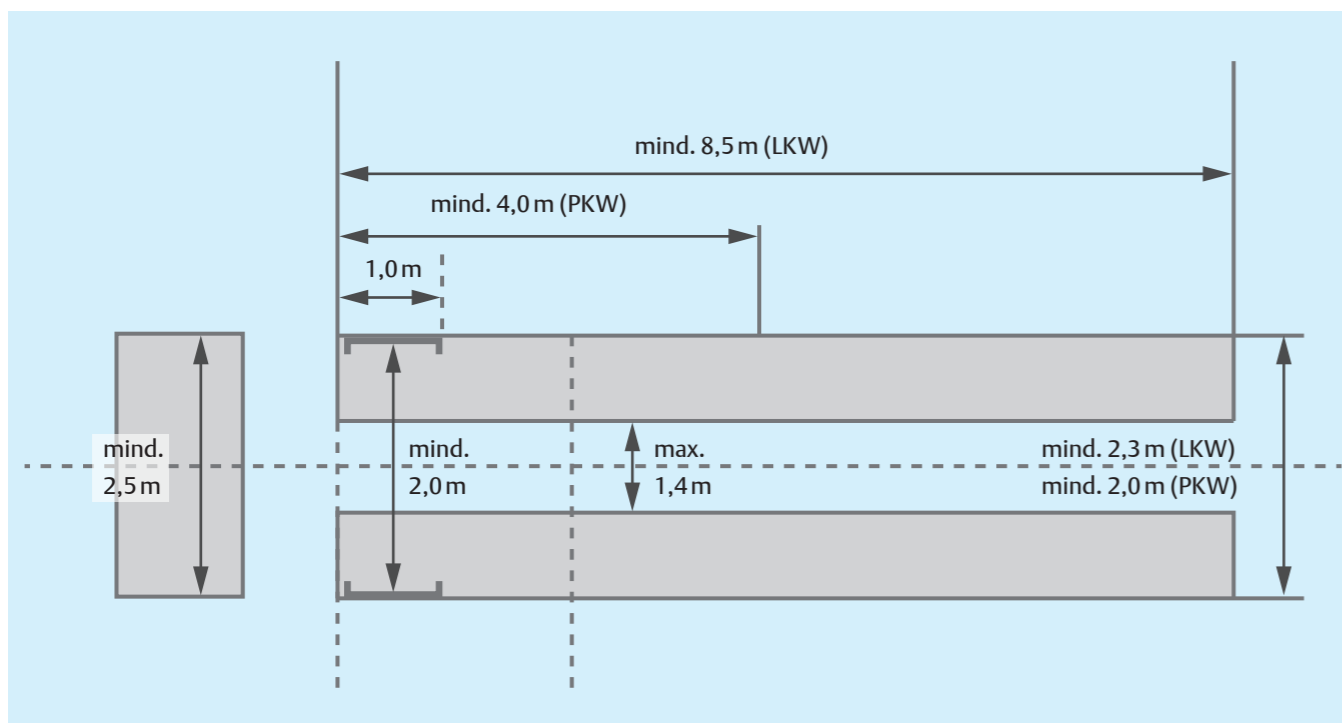 mind. 8,5 m (LKW)
mind. 4,0 m (PKW)
1,0 m
mind.
2,5 m
mind.
2,0 m
max.
1,4 m
mind. 2,3 m (LKW)
mind. 2,0 m (PKW)